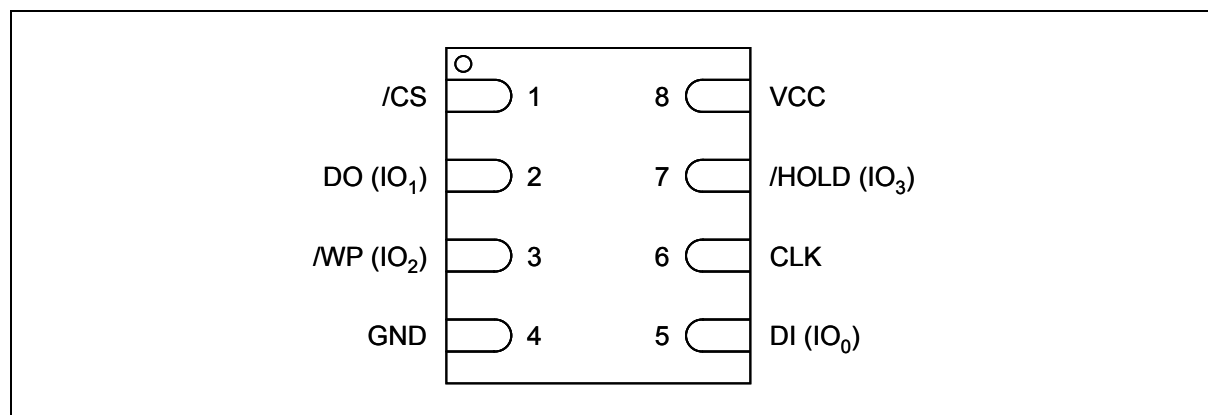 /CS 1 8 VCC
DO (IO₁) 2 7 /HOLD (IO₃)
/WP (IO₂) 3 6 CLK
GND 4 5 DI (IO₀)